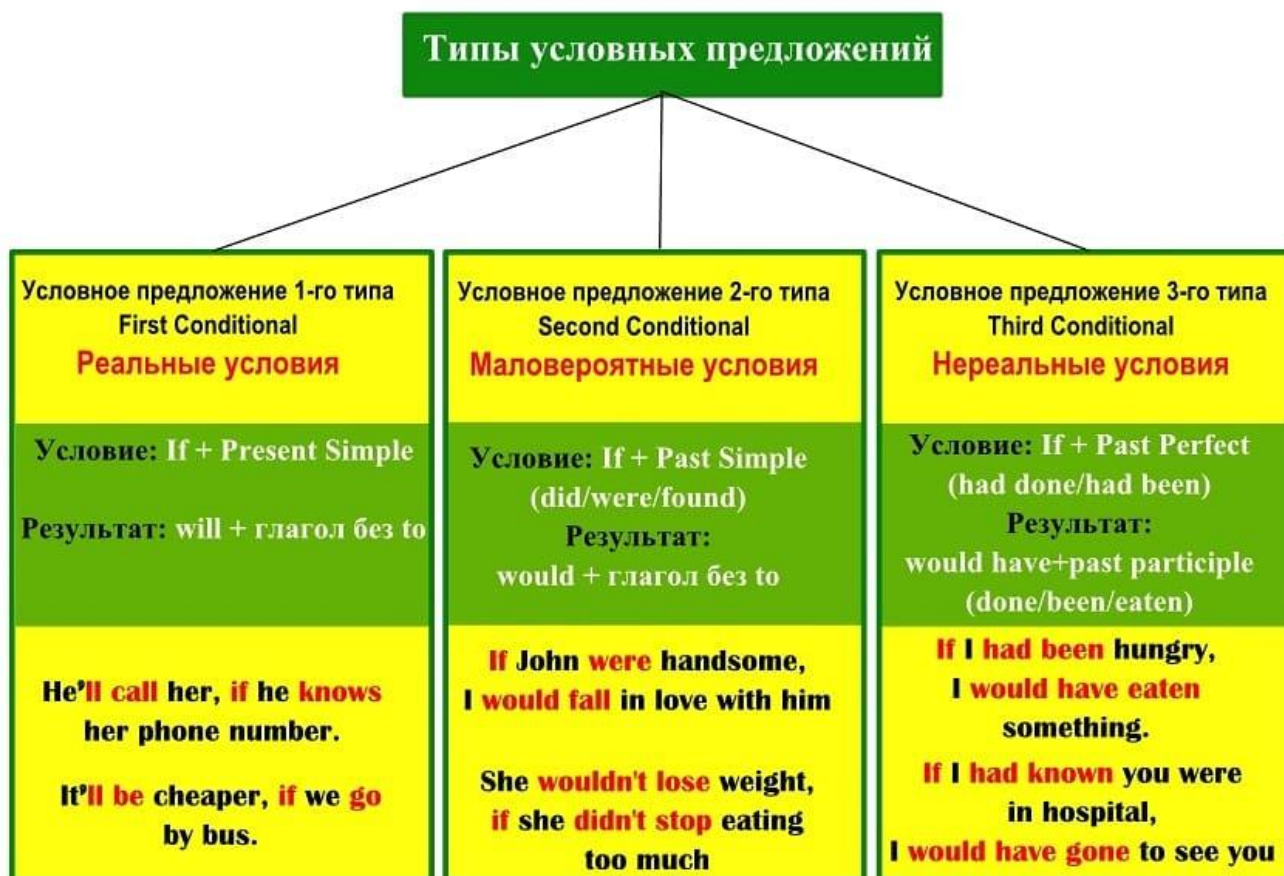 Типы условных предложений
Условное предложение 1-го типа
First Conditional
Реальные условия
Условие: If + Present Simple
Результат: will + глагол без to
He'll call her, if he knows
her phone number.
It'll be cheaper, if we go
by bus.
Условное предложение 2-го типа
Second Conditional
Маловероятные условия
Условие: If + Past Simple
(did/were/found)
Результат:
would + глагол без to
If John were handsome,
I would fall in love with him
She wouldn't lose weight,
if she didn't stop eating
too much
Условное предложение 3-го типа
Third Conditional
Нереальные условия
Условие: If + Past Perfect
(had done/had been)
Результат:
would have+past participle
(done/been/eaten)
If I had been hungry,
I would have eaten
something.
If I had known you were
in hospital,
I would have gone to see you